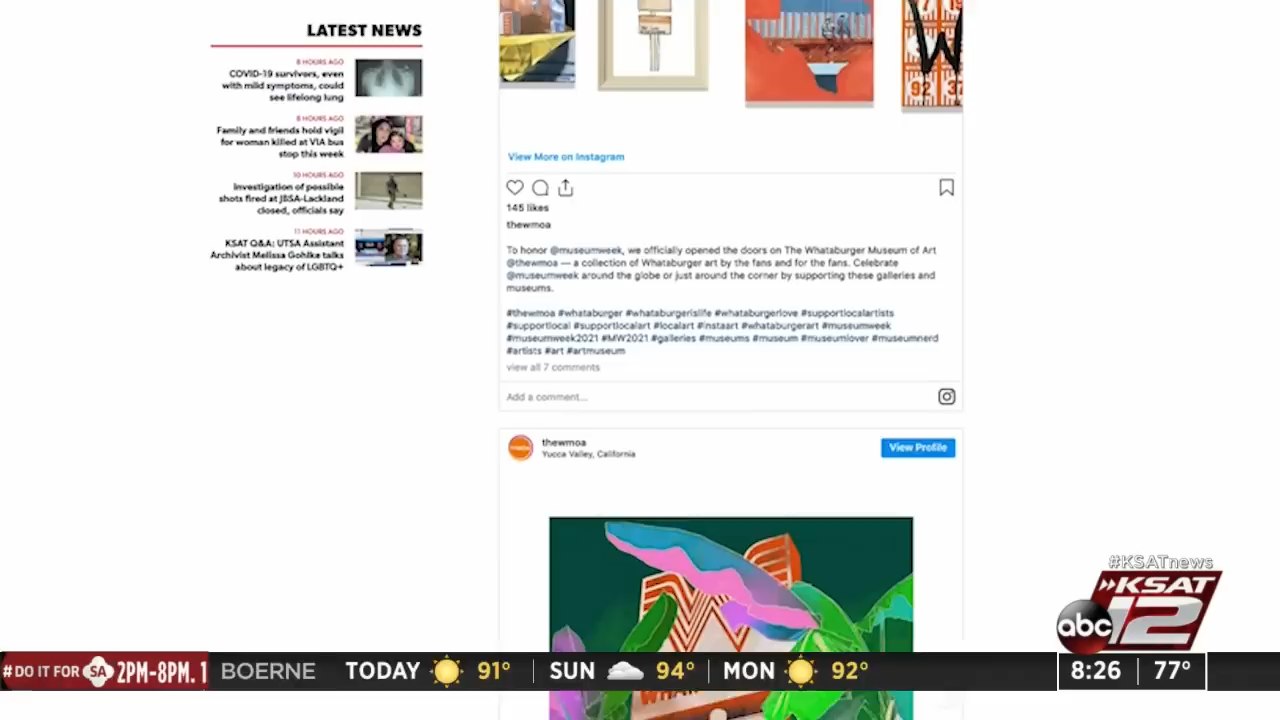 LATEST NEWS
8 HOURS AGO
COVID-19 survivors, even
with mild symptoms, could
see lifelong lung
8 HOURS AGO
Family and friends hold vigil
for woman killed at VIA bus
stop this week
10 HOURS AGO
Investigation of possible
shots fired at JBSA-Lackland
closed, officials say
11 HOURS AGO
KSAT Q&A: UTSA Assistant
Archivist Melissa Gohlke talks
about legacy of LGBTQ+
W
92
View More on Instagram
145 likes
thewmoa
To honor @museumweek, we officially opened the doors on The Whataburger Museum of Art
@thewmoa — a collection of Whataburger art by the fans and for the fans. Celebrate
@museumweek around the globe or just around the corner by supporting these galleries and
museums.
#thewmoa #whataburger #whataburgerislife #whataburgerlove #supportlocalartists
#supportlocal #supportlocalart #localart #instaart #whataburgerart #museumweek
#museumweek2021 #MW2021 #galleries #museums #museum #museumlover #museumnerd
#artists #art #artmuseum
view all 7 comments
Add a comment...
thewmoa
Yucca Valley, California
View Profile
#KSATnews
KSAT
abc 12
#DO IT FOR SA 2PM-8PM. 1 BOERNE TODAY 91° SUN 94° MON 92° 8:26 77°